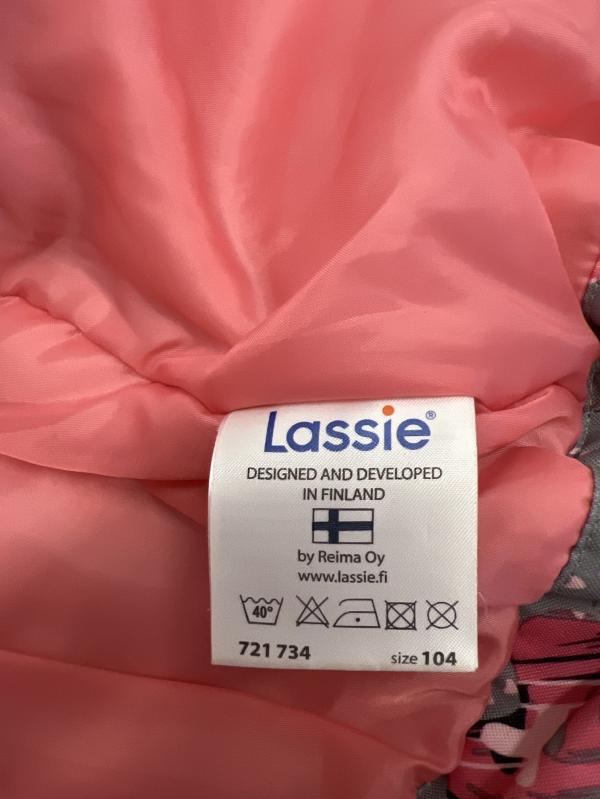 Lassie®
DESIGNED AND DEVELOPED
IN FINLAND
by Reima Oy
www.lassie.fi
40°
721 734
size 104